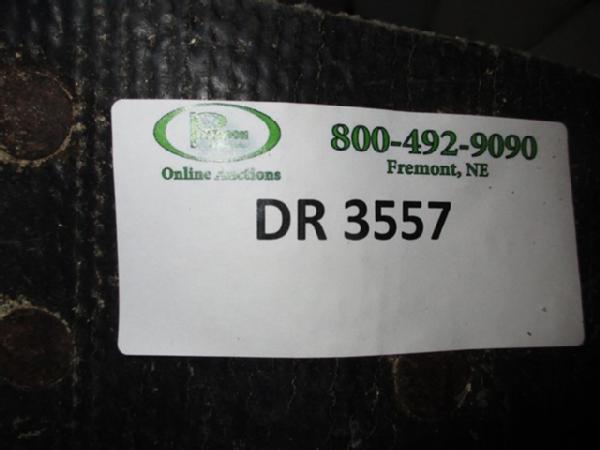 800-492-9090
Online Auctions
Fremont, NE
DR 3557